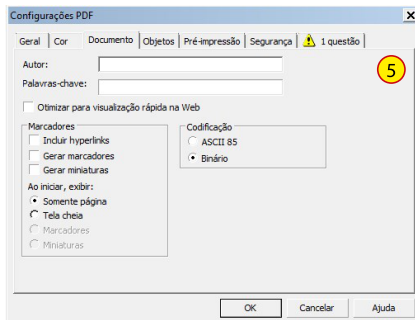 Configurações PDF
Geral Cor Documento Objetos Pré-impressão Segurança 1 questão
Autor:
5
Palavras-chave:
Otimizar para visualização rápida na Web
Marcadores
Incluir hyperlinks
Gerar marcadores
Gerar miniaturas
Ao iniciar, exibir:
Somente página
Tela cheia
Marcadores
Miniaturas
Codificação
ASCII 85
Binário
OK Cancelar Ajuda